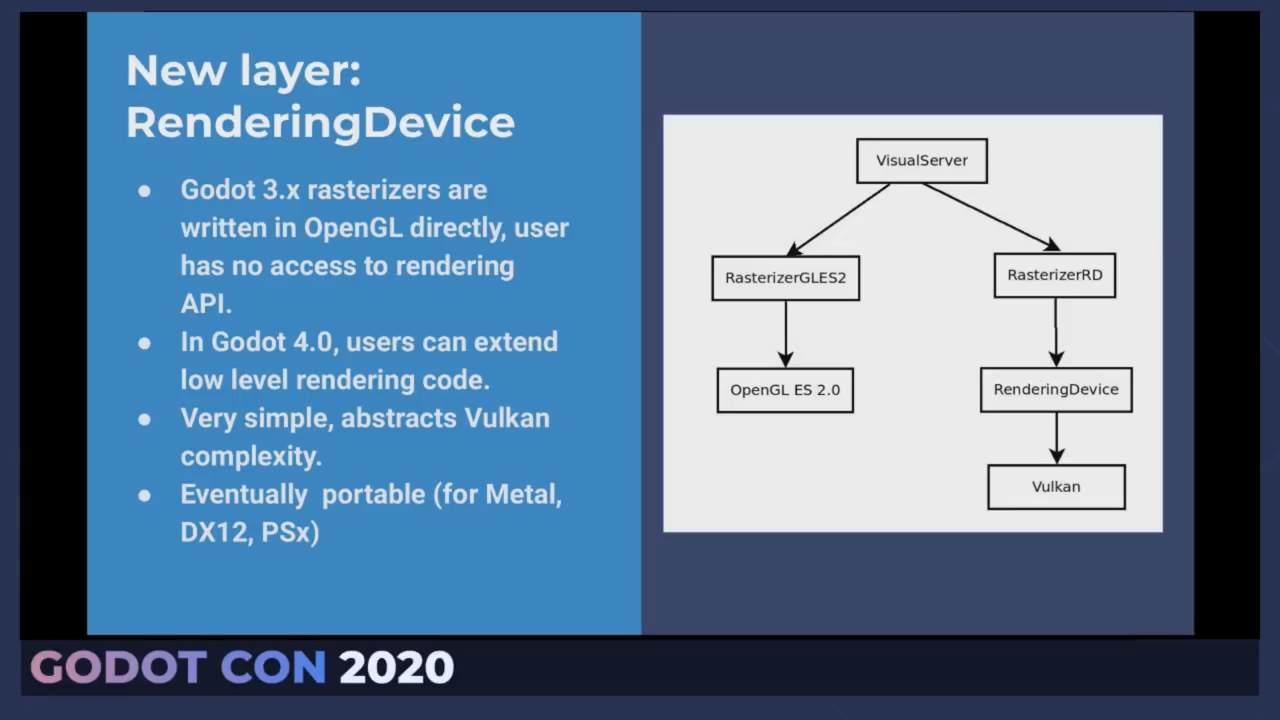 New layer:
RenderingDevice
● Godot 3.x rasterizers are
written in OpenGL directly, user
has no access to rendering
API.
● In Godot 4.0, users can extend
low level rendering code.
● Very simple, abstracts Vulkan
complexity.
● Eventually  portable (for Metal,
DX12, PSx)
VisualServer
RasterizerGLES2
RasterizerRD
OpenGL ES 2.0
RenderingDevice
Vulkan
GODOT CON 2020